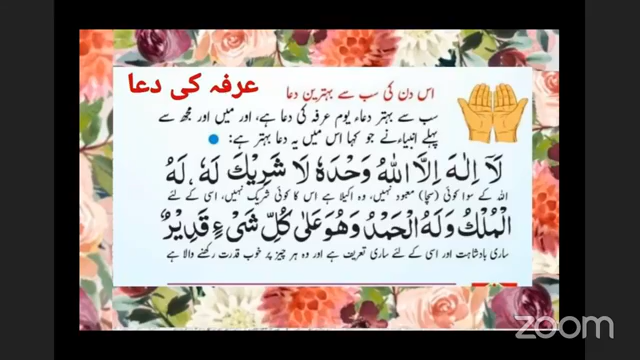 عرفہ کی دعا
اس دن کی سب سے بہترین دعا
سب سے بہتر دعاء یوم عرفہ کی دعا ہے، اور میں اور مجھ سے
پہلے انبیاء نے جو کہا اس میں یہ دعا بہتر ہے:
لَآ اِلٰهَ اِلَّا اللّٰهُ وَحْدَهٗ لَا شَرِيْكَ لَهٗ، لَهُ
اللہ کے سوا کوئی (سچا) معبود نہیں، وہ اکیلا ہے اس کا کوئی شریک نہیں، اسی کے لئے
الْمُلْكُ وَلَهُ الْحَمْدُ وَهُوَ عَلٰى كُلِّ شَىْءٍ قَدِيْرٌ
ساری بادشاہت اور اسی کے لئے ساری تعریف ہے اور وہ ہر چیز پر خوب قدرت رکھنے والا ہے
zoom